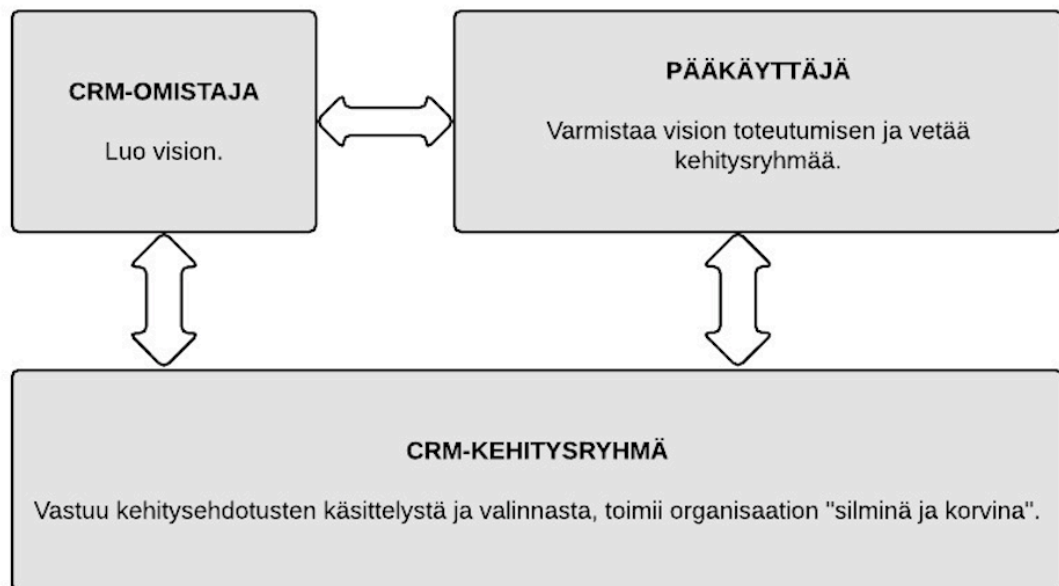 CRM-OMISTAJA
Luo vision.
PÄÄKÄYTTÄJÄ
Varmistaa vision toteutumisen ja vetää
kehitysryhmää.
CRM-KEHITYSRYHMÄ
Vastuu kehitysehdotusten käsittelystä ja valinnasta, toimii organisaation "silminä ja korvina".